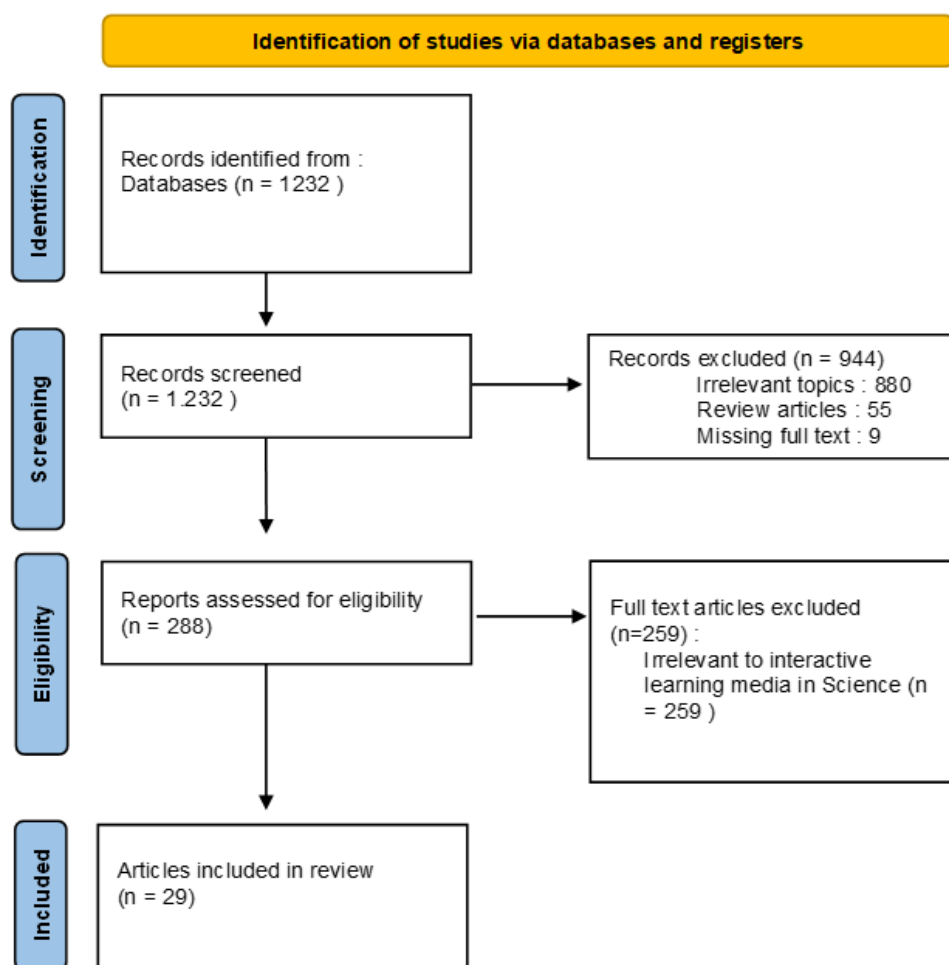 Identification of studies via databases and registers
Identification
Records identified from :
Databases (n = 1232 )
Screening
Records screened
(n = 1.232 )
Records excluded (n = 944)
Irrelevant topics : 880
Review articles : 55
Missing full text : 9
Eligibility
Reports assessed for eligibility
(n = 288)
Full text articles excluded
(n=259) :
Irrelevant to interactive
learning media in Science (n
= 259 )
Included
Articles included in review
(n = 29)